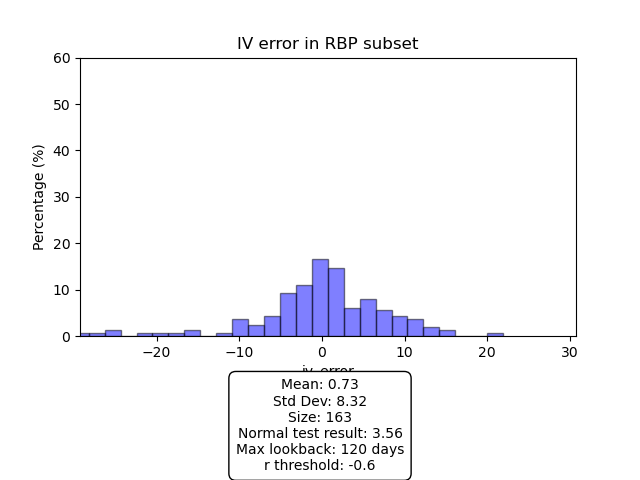 IV error in RBP subset
60
50
40
30
20
10
0
Percentage (%)
−20
−10
0
10
20
30
iv_error
Mean: 0.73
Std Dev: 8.32
Size: 163
Normal test result: 3.56
Max lookback: 120 days
r threshold: -0.6